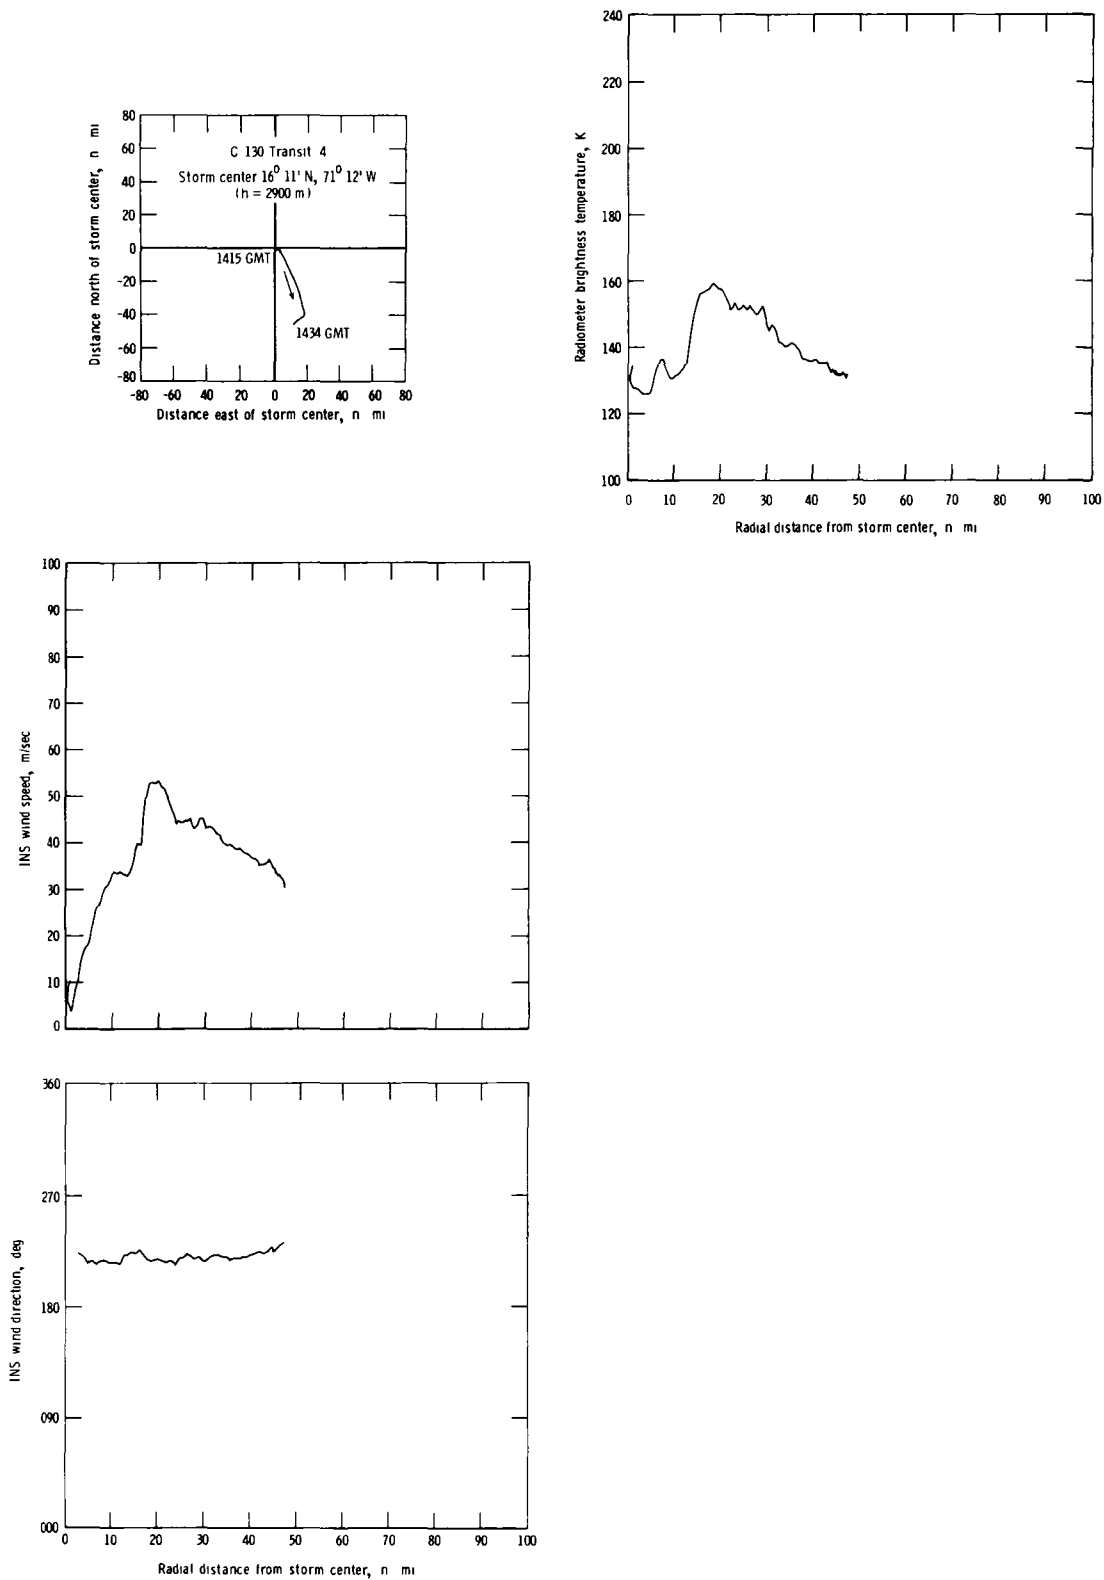 80
60
40
20
0
-20
-40
-60
-80
Distance north of storm center, n mi
C 130 Transit 4
Storm center 16° 11' N, 71° 12' W
(h = 2900 m)
1415 GMT
1434 GMT
-80 -60 -40 -20 0 20 40 60 80
Distance east of storm center, n mi
240
220
200
180
160
140
120
100
Radiometer brightness temperature, K
0 10 20 30 40 50 60 70 80 90 100
Radial distance from storm center, n mi
100
90
80
70
60
50
40
30
20
10
0
INS wind speed, m/sec
360
270
180
090
000
INS wind direction, deg
0 10 20 30 40 50 60 70 80 90 100
Radial distance from storm center, n mi